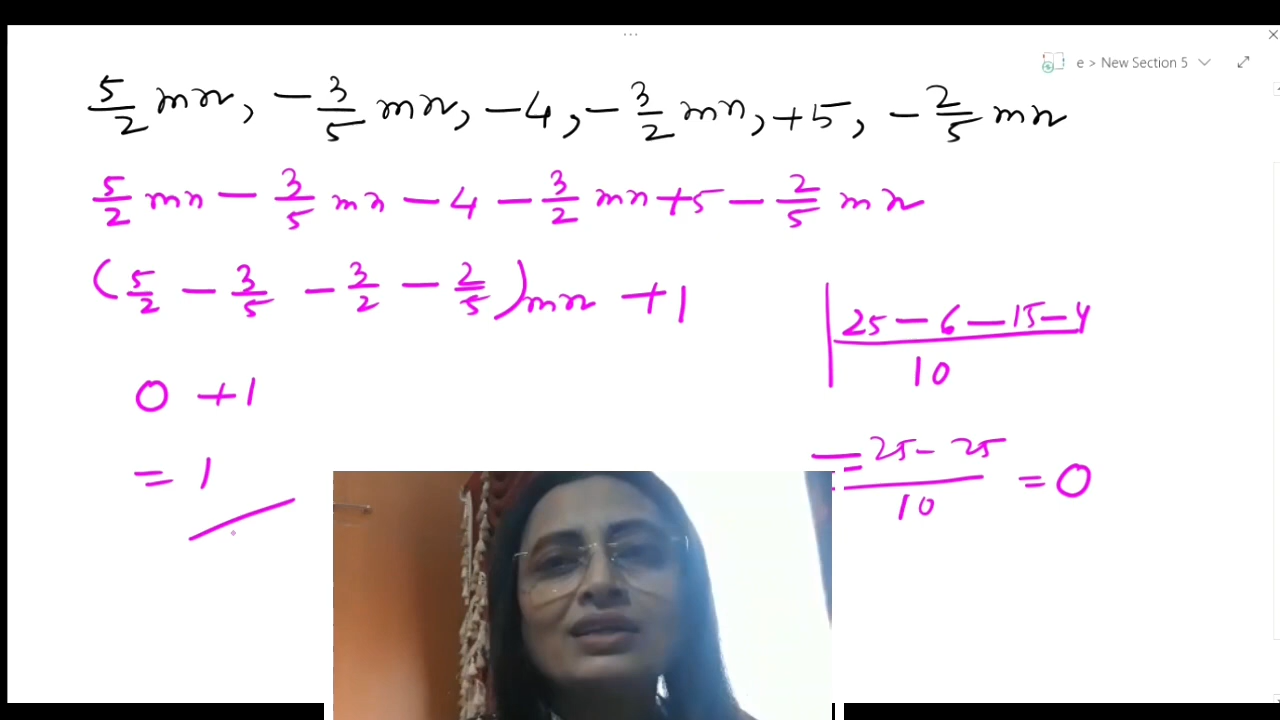 e > New Section 5
5/2 mn, -3/5 mn, -4, -3/2 mn, +5, -2/5 mn
5/2 mn - 3/5 mn - 4 - 3/2 mn + 5 - 2/5 mn
(5/2 - 3/5 - 3/2 - 2/5) mn + 1
0 + 1
= 1
25 - 6 - 15 - 4 / 10
= 25 - 25 / 10 = 0